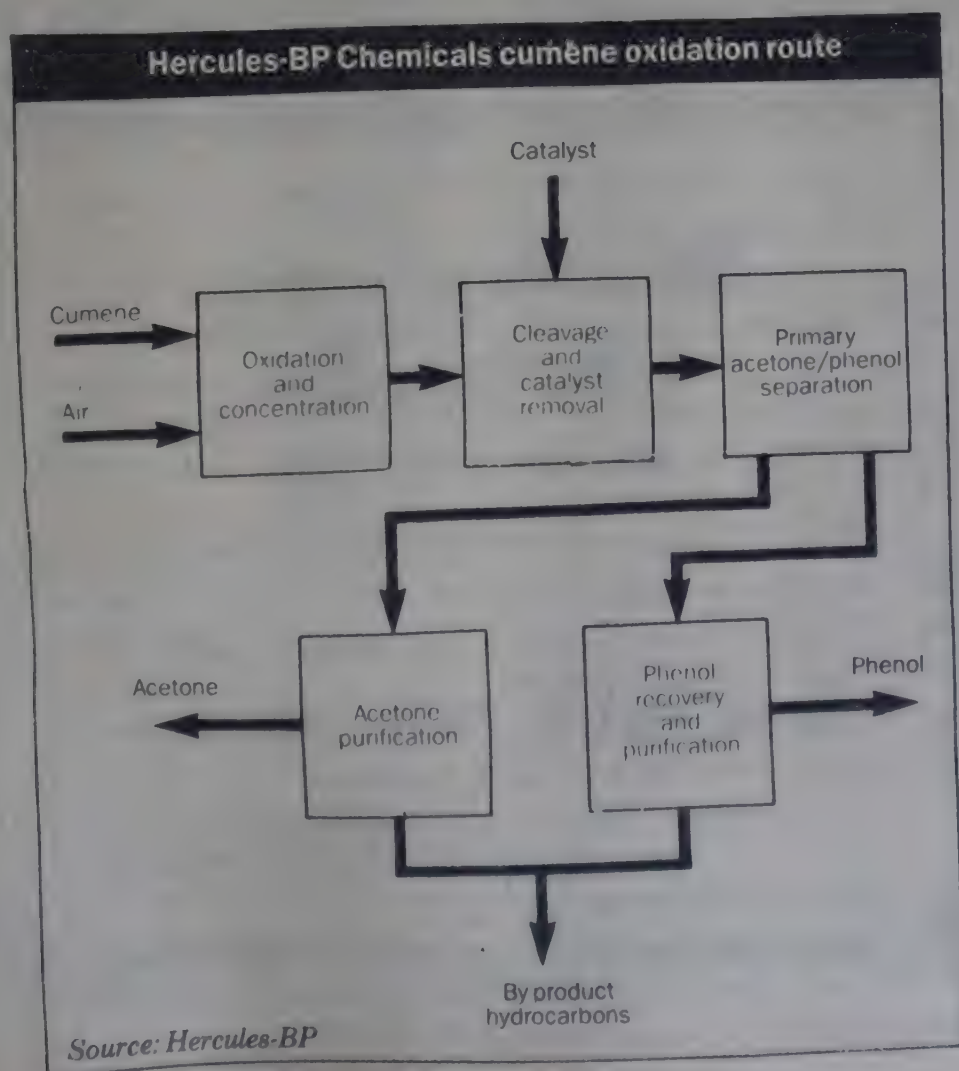 Hercules-BP Chemicals cumene oxidation route
Catalyst
Cumene
Air
Oxidation
and
concentration
Cleavage
and
catalyst
removal
Primary
acetone/phenol
separation
Acetone
Acetone
purification
Phenol
recovery
and
purification
Phenol
By product
hydrocarbons
Source: Hercules-BP